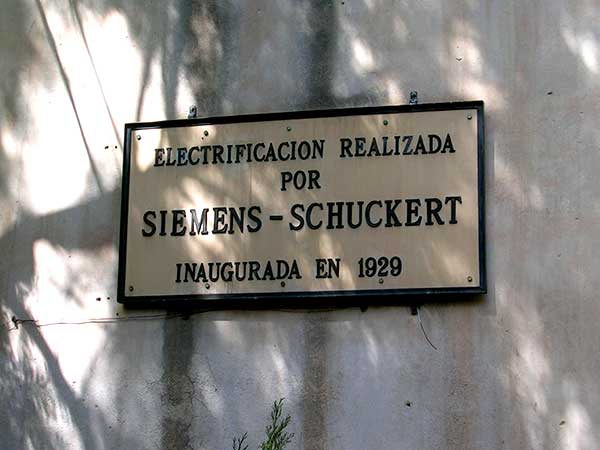 ELECTRIFICACION REALIZADA
POR
SIEMENS-SCHUCKERT
INAUGURADA EN 1929